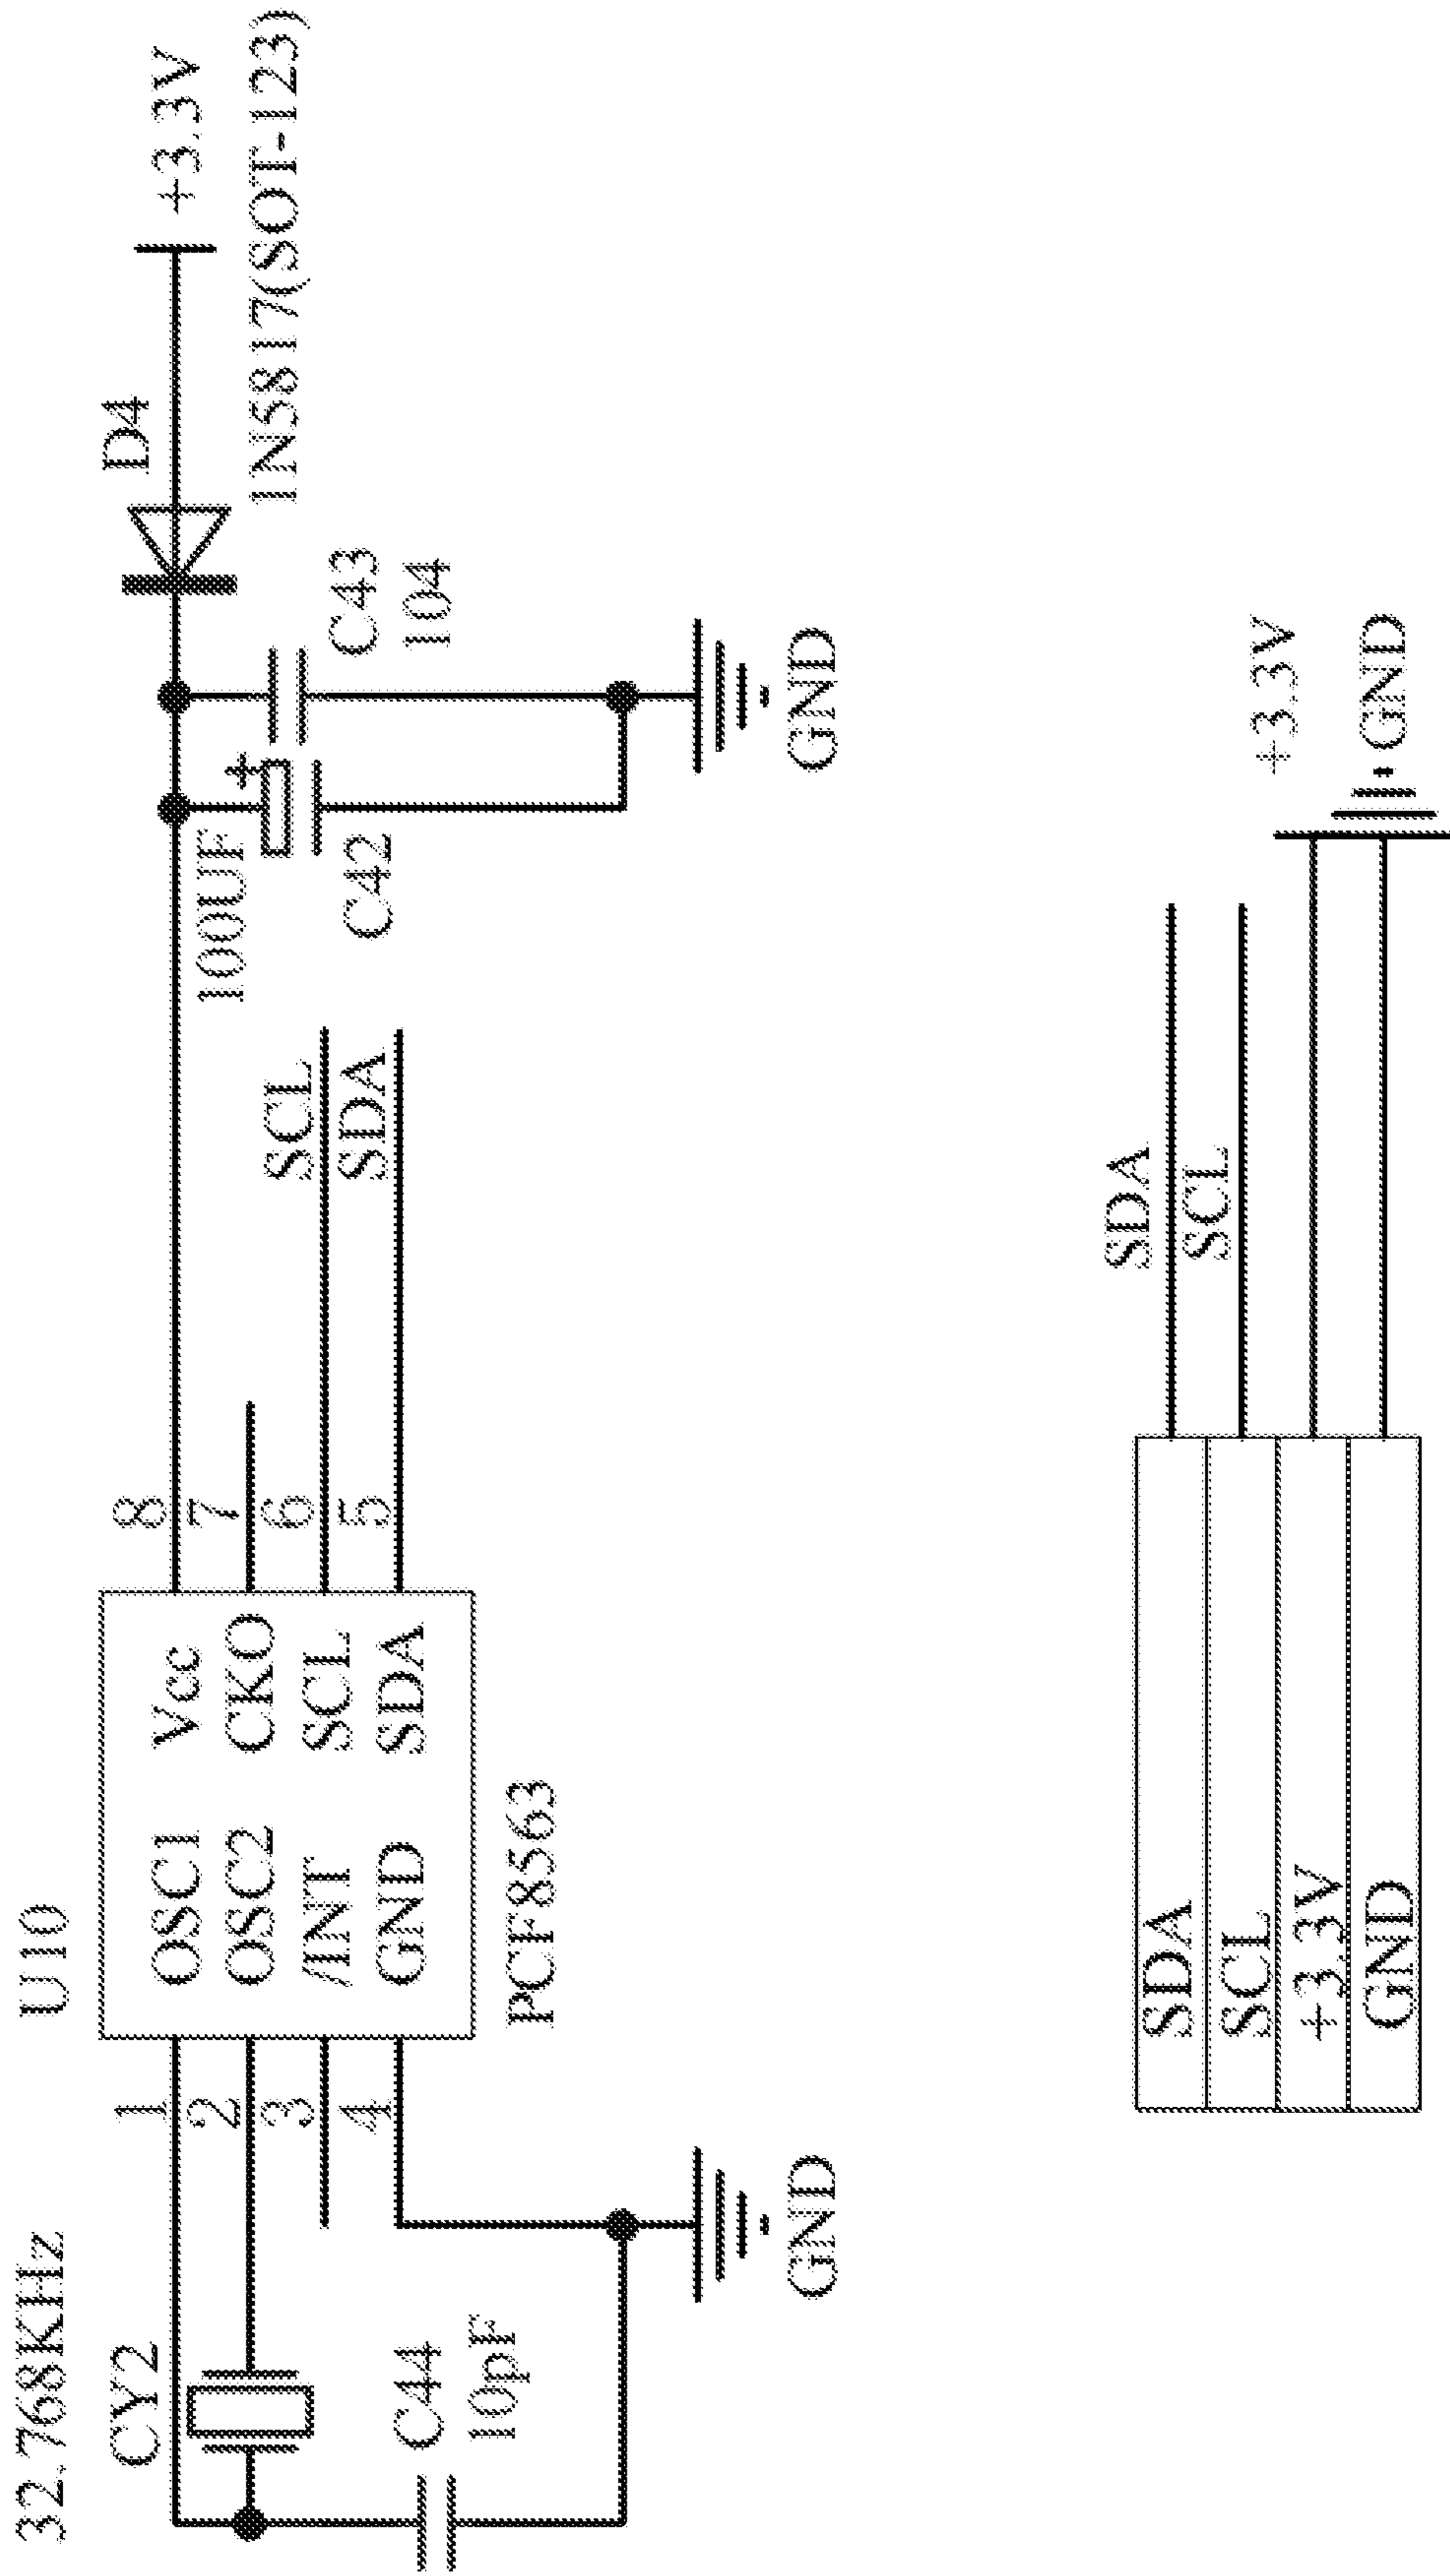 32.768KHz
U10
CY2
1
2
3
4
OSC1
OSC2
/INT
GND
Vcc
CKO
SCL
SDA
8
7
6
5
PCF8563
C44
10pF
GND
SCL
SDA
100UF
C42
+
C43
104
GND
D4
1N5817(SOT-123)
+3.3V
SDA
SCL
+3.3V
GND
SDA
SCL
+3.3V
GND